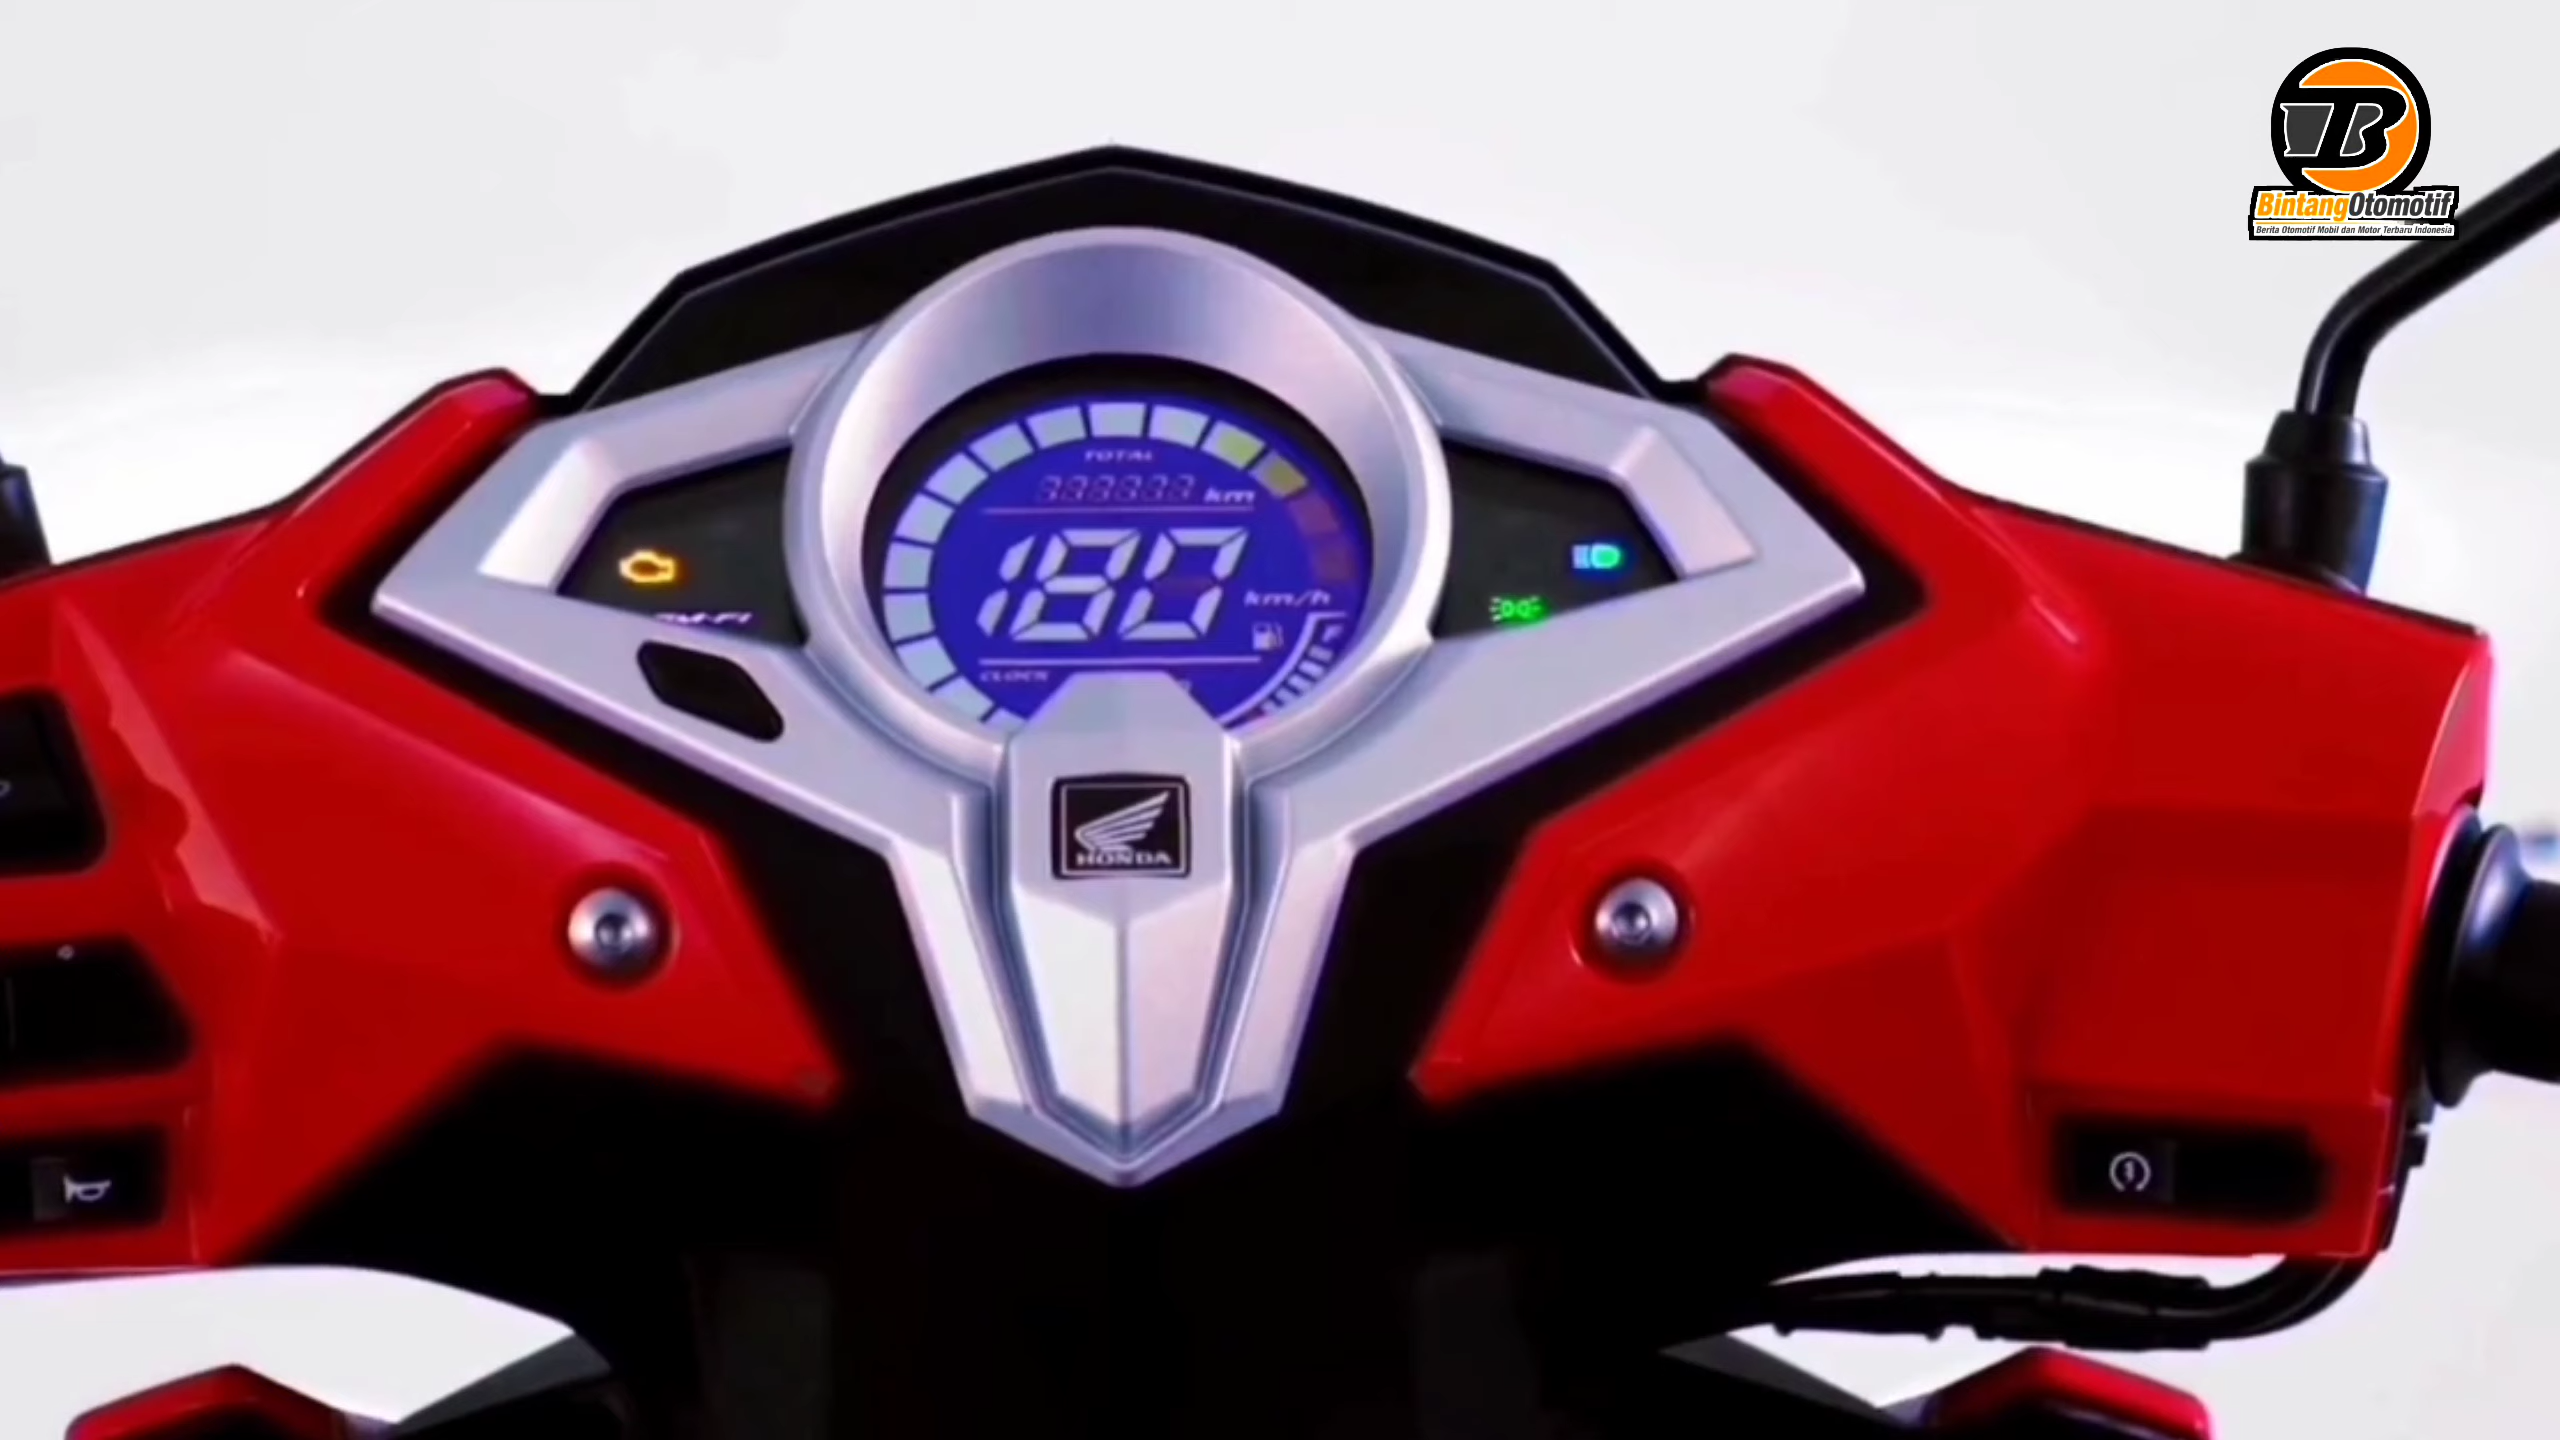 BintangOtomotif
Berita Otomotif Mobil dan Motor Terbaru Indonesia
TOTAL
km
180
km/h
CLOCK
HONDA